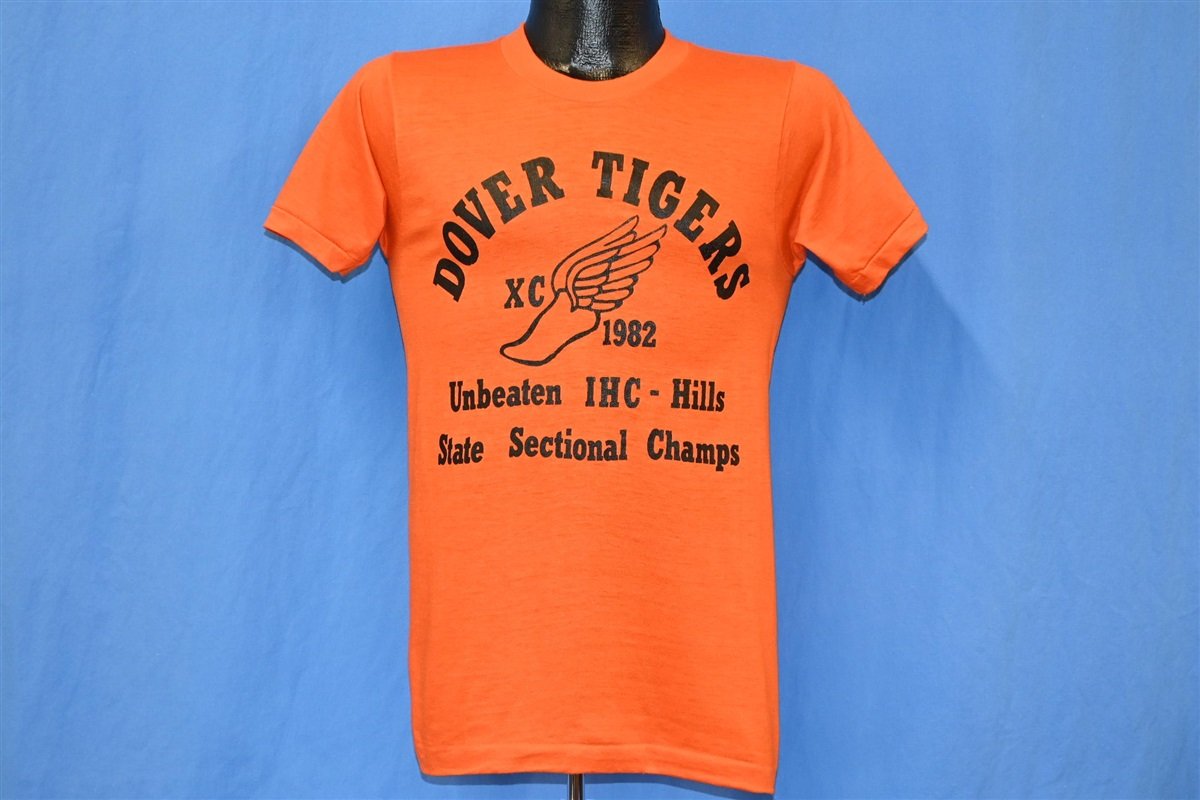 DOVER TIGERS
XC
1982
Unbeaten IHC - Hills
State Sectional Champs